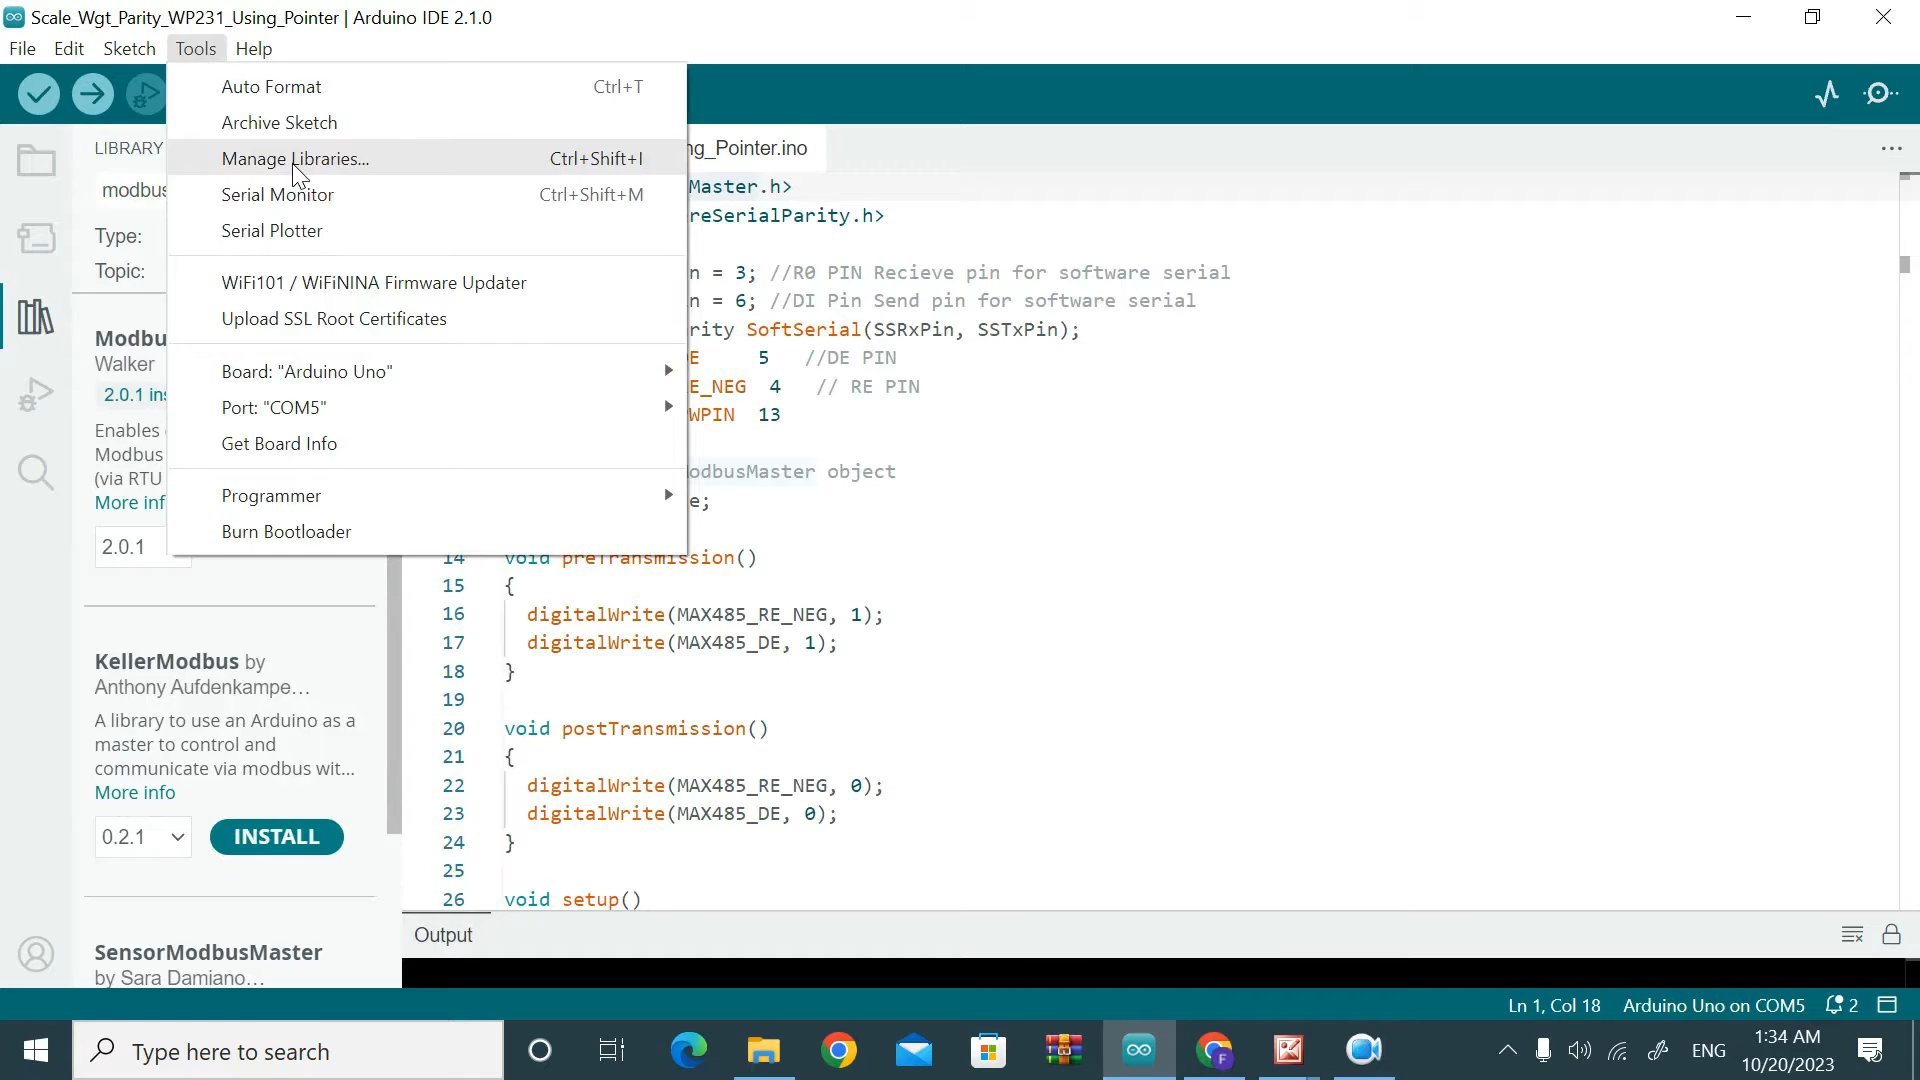 Scale_Wgt_Parity_WP231_Using_Pointer | Arduino IDE 2.1.0
File Edit Sketch Tools Help
Auto Format Ctrl+T
Archive Sketch
Manage Libraries... Ctrl+Shift+I
Serial Monitor Ctrl+Shift+M
Serial Plotter
WiFi101 / WiFiNINA Firmware Updater
Upload SSL Root Certificates
Board: "Arduino Uno"
Port: "COM5"
Get Board Info
Programmer
Burn Bootloader
LIBRARY
modbus
Type:
Topic:
Modbu
Walker
2.0.1 ins
Enables
Modbus
(via RTU
More inf
2.0.1
KellerModbus by
Anthony Aufdenkampe...
A library to use an Arduino as a
master to control and
communicate via modbus wit...
More info
0.2.1 INSTALL
SensorModbusMaster
by Sara Damiano...
ng_Pointer.ino
Master.h>
reSerialParity.h>
n = 3; //R0 PIN Recieve pin for software serial
n = 6; //DI Pin Send pin for software serial
rity SoftSerial(SSRxPin, SSTxPin);
E 5 //DE PIN
E_NEG 4 // RE PIN
WPIN 13
odbusMaster object
e;
14 void preTransmission()
15 {
16 digitalWrite(MAX485_RE_NEG, 1);
17 digitalWrite(MAX485_DE, 1);
18 }
19
20 void postTransmission()
21 {
22 digitalWrite(MAX485_RE_NEG, 0);
23 digitalWrite(MAX485_DE, 0);
24 }
25
26 void setup()
Output
Ln 1, Col 18 Arduino Uno on COM5 2
Type here to search
ENG
1:34 AM
10/20/2023